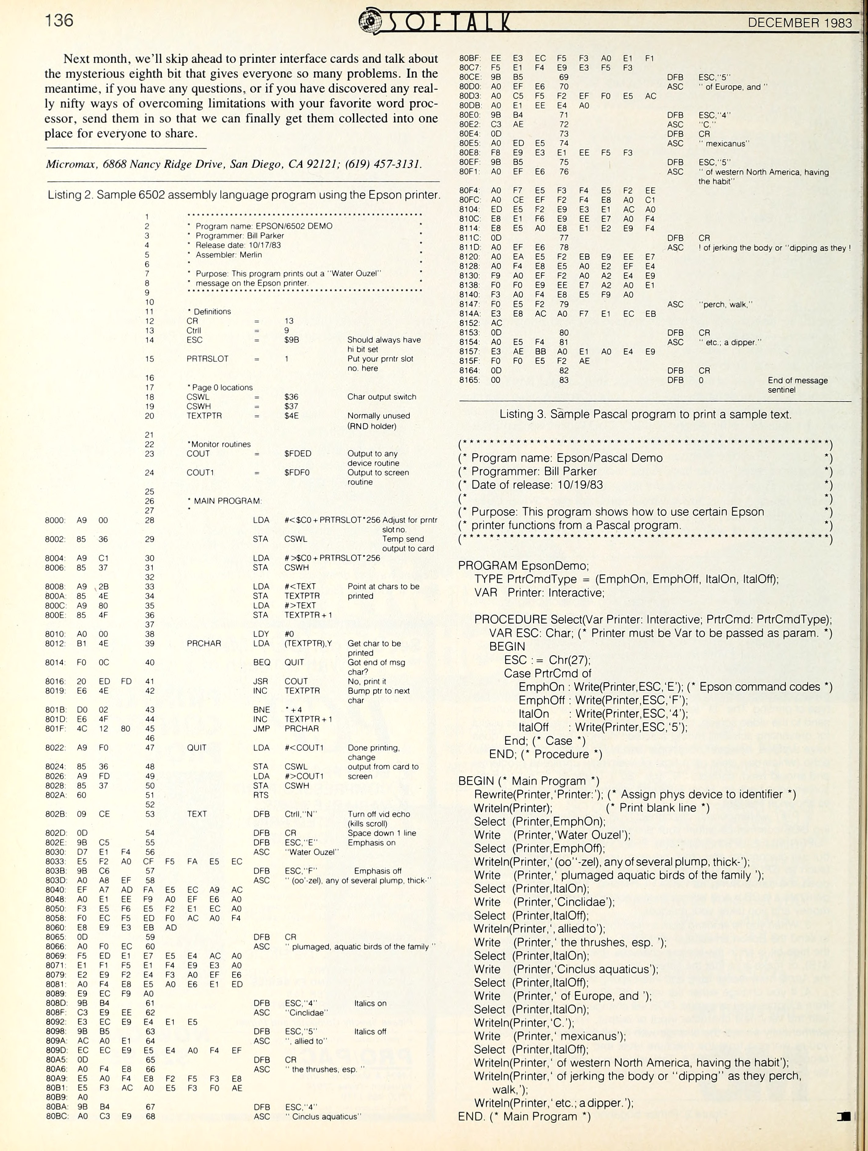 136
SOFTALK
DECEMBER 1983
Next month, we'll skip ahead to printer interface cards and talk about
the mysterious eighth bit that gives everyone so many problems. In the
meantime, if you have any questions, or if you have discovered any real-
ly nifty ways of overcoming limitations with your favorite word proc-
essor, send them in so that we can finally get them collected into one
place for everyone to share.
Micromax, 6868 Nancy Ridge Drive, San Diego, CA 92121; (619) 457-3131.
Listing 2. Sample 6502 assembly language program using the Epson printer.
1 ******************************************
2 * Program name: EPSON/6502 DEMO *
3 * Programmer: Bill Parker *
4 * Release date: 10/17/83 *
5 * Assembler: Merlin *
6 * *
7 * Purpose: This program prints out a "Water Ouzel" *
8 * message on the Epson printer. *
9 ******************************************
10
11 * Definitions
12 CR = 13
13 CtrlI = 9
14 ESC = $9B Should always have
hi bit set
15 PRTRSLOT = 1 Put your prntr slot
no. here
16
17 * Page 0 locations
18 CSWL = $36 Char output switch
19 CSWH = $37
20 TEXTPTR = $4E Normally unused
(RND holder)
21
22 *Monitor routines
23 COUT = $FDED Output to any
device routine
24 COUT1 = $FDF0 Output to screen
routine
25
26 * MAIN PROGRAM:
27 *
8000: A9 00 28 LDA #<$C0+PRTRSLOT*256 Adjust for prntr
slot no.
8002: 85 36 29 STA CSWL Temp send
output to card
8004: A9 C1 30 LDA #>$C0+PRTRSLOT*256
8006: 85 37 31 STA CSWH
32
8008: A9 2B 33 LDA #<TEXT Point at chars to be
800A: 85 4E 34 STA TEXTPTR printed
800C: A9 80 35 LDA #>TEXT
800E: 85 4F 36 STA TEXTPTR+1
37
8010: A0 00 38 LDY #0
8012: B1 4E 39 PRCHAR LDA (TEXTPTR),Y Get char to be
printed
8014: F0 0C 40 BEQ QUIT Got end of msg
char?
8016: 20 ED FD 41 JSR COUT No, print it
8019: E6 4E 42 INC TEXTPTR Bump ptr to next
char
801B: D0 02 43 BNE *+4
801D: E6 4F 44 INC TEXTPTR+1
801F: 4C 12 80 45 JMP PRCHAR
46
8022: A9 F0 47 QUIT LDA #<COUT1 Done printing,
change
8024: 85 36 48 STA CSWL output from card to
8026: A9 FD 49 LDA #>COUT1 screen
8028: 85 37 50 STA CSWH
802A: 60 51 RTS
52
802B: 09 CE 53 TEXT DFB CtrlI,"N" Turn off vid echo
(kills scroll)
802D: 0D 54 DFB CR Space down 1 line
802E: 9B C5 55 DFB ESC,"E" Emphasis on
8030: D7 E1 F4 56 ASC "Water Ouzel"
8033: E5 F2 A0 CF F5 FA E5 EC
803B: 9B C6 57 DFB ESC,"F" Emphasis off
803D: A0 A8 EF 58 ASC " (oo'-zel), any of several plump, thick-"
8040: EF A7 AD FA E5 EC A9 AC
8048: A0 E1 EE F9 A0 EF E6 A0
8050: F3 E5 F6 E5 F2 E1 EC A0
8058: F0 EC F5 ED F0 AC A0 F4
8060: E8 E9 E3 EB AD
8065: 0D 59 DFB CR
8066: A0 F0 EC 60 ASC " plumaged, aquatic birds of the family "
8069: F5 ED E1 E7 E5 E4 AC A0
8071: E1 F1 F5 E1 F4 E9 E3 A0
8079: E2 E9 F2 E4 F3 A0 EF E6
8081: A0 F4 E8 E5 A0 E6 E1 ED
8089: E9 EC F9 A0
808D: 9B B4 61 DFB ESC,"4" Italics on
808F: C3 E9 EE 62 ASC "Cinclidae"
8092: E3 EC E9 E4 E1 E5
8098: 9B B5 63 DFB ESC,"5" Italics off
809A: AC A0 E1 64 ASC ", allied to"
809D: EC EC E9 E5 E4 A0 F4 EF
80A5: 0D 65 DFB CR
80A6: A0 F4 E8 66 ASC " the thrushes, esp. "
80A9: E5 A0 F4 E8 F2 F5 F3 E8
80B1: E5 F3 AC A0 E5 F3 F0 AE
80B9: A0
80BA: 9B B4 67 DFB ESC,"4"
80BC: A0 C3 E9 68 ASC " Cinclus aquaticus"
80BF: EE E3 EC F5 F3 A0 E1 F1
80C7: F5 E1 F4 E9 E3 F5 F3
80CE: 9B B5 69 DFB ESC,"5"
80D0: A0 EF E6 70 ASC " of Europe, and "
80D3: A0 C5 F5 F2 EF F0 E5 AC
80DB: A0 E1 EE E4 A0
80E0: 9B B4 71 DFB ESC,"4"
80E2: C3 AE 72 ASC "C."
80E4: 0D 73 DFB CR
80E5: A0 ED E5 74 ASC " mexicanus"
80E8: F8 E9 E3 E1 EE F5 F3
80EF: 9B B5 75 DFB ESC,"5"
80F1: A0 EF E6 76 ASC " of western North America, having
the habit"
80F4: A0 F7 E5 F3 F4 E5 F2 EE
80FC: A0 CE EF F2 F4 E8 A0 C1
8104: ED E5 F2 E9 E3 E1 AC A0
810C: E8 E1 F6 E9 EE E7 A0 F4
8114: E8 E5 A0 E8 E1 E2 E9 F4
811C: 0D 77 DFB CR
811D: A0 EF E6 78 ASC ! of jerking the body or "dipping as they !
8120: A0 EA E5 F2 EB E9 EE E7
8128: A0 F4 E8 E5 A0 E2 EF E4
8130: F9 A0 EF F2 A0 A2 E4 E9
8138: F0 F0 E9 EE E7 A2 A0 E1
8140: F3 A0 F4 E8 E5 F9 A0
8147: F0 E5 F2 79 ASC "perch, walk,"
814A: E3 E8 AC A0 F7 E1 EC EB
8152: AC
8153: 0D 80 DFB CR
8154: A0 E5 F4 81 ASC " etc.; a dipper."
8157: E3 AE BB A0 E1 A0 E4 E9
815F: F0 F0 E5 F2 AE
8164: 0D 82 DFB CR
8165: 00 83 DFB 0 End of message
sentinel
Listing 3. Sample Pascal program to print a sample text.
(*********************************************)
(* Program name: Epson/Pascal Demo *)
(* Programmer: Bill Parker *)
(* Date of release: 10/19/83 *)
(* *)
(* Purpose: This program shows how to use certain Epson *)
(* printer functions from a Pascal program. *)
(*********************************************)
PROGRAM EpsonDemo;
TYPE PrtrCmdType = (EmphOn, EmphOff, ItalOn, ItalOff);
VAR Printer: Interactive;
PROCEDURE Select(Var Printer: Interactive; PrtrCmd: PrtrCmdType);
VAR ESC: Char; (* Printer must be Var to be passed as param. *)
BEGIN
ESC := Chr(27);
Case PrtrCmd of
EmphOn : Write(Printer,ESC,'E'); (* Epson command codes *)
EmphOff : Write(Printer,ESC,'F');
ItalOn : Write(Printer,ESC,'4');
ItalOff : Write(Printer,ESC,'5');
End; (* Case *)
END; (* Procedure *)
BEGIN (* Main Program *)
Rewrite(Printer,'Printer:'); (* Assign phys device to identifier *)
Writeln(Printer); (* Print blank line *)
Select (Printer,EmphOn);
Write (Printer,'Water Ouzel');
Select (Printer,EmphOff);
Writeln(Printer,' (oo''-zel), any of several plump, thick-');
Write (Printer,' plumaged aquatic birds of the family ');
Select (Printer,ItalOn);
Write (Printer,'Cinclidae');
Select (Printer,ItalOff);
Writeln(Printer,', allied to');
Write (Printer,' the thrushes, esp. ');
Select (Printer,ItalOn);
Write (Printer,'Cinclus aquaticus');
Select (Printer,ItalOff);
Write (Printer,' of Europe, and ');
Select (Printer,ItalOn);
Writeln(Printer,'C.');
Write (Printer,' mexicanus');
Select (Printer,ItalOff);
Writeln(Printer,' of western North America, having the habit');
Writeln(Printer,' of jerking the body or "dipping" as they perch,
walk,');
Writeln(Printer,' etc.; a dipper.');
END. (* Main Program *)